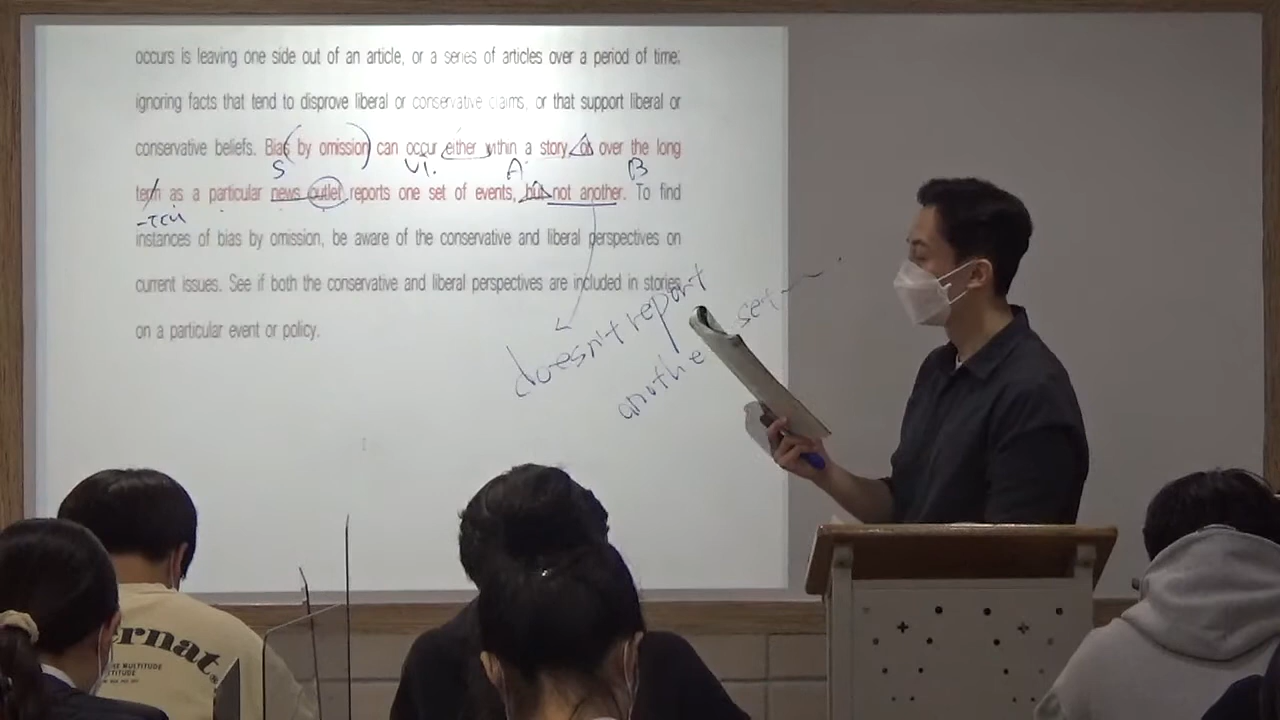 occurs is leaving one side out of an article, or a series of articles over a period of time;
ignoring facts that tend to disprove liberal or conservative claims, or that support liberal or
conservative beliefs. Bias by omission can occur either within a story, or over the long
S Vi. A B
term as a particular news outlet reports one set of events, but not another. To find
instances of bias by omission, be aware of the conservative and liberal perspectives on
current issues. See if both the conservative and liberal perspectives are included in stories
on a particular event or policy.
doesn't report
another set
ernat
MULTITUDE